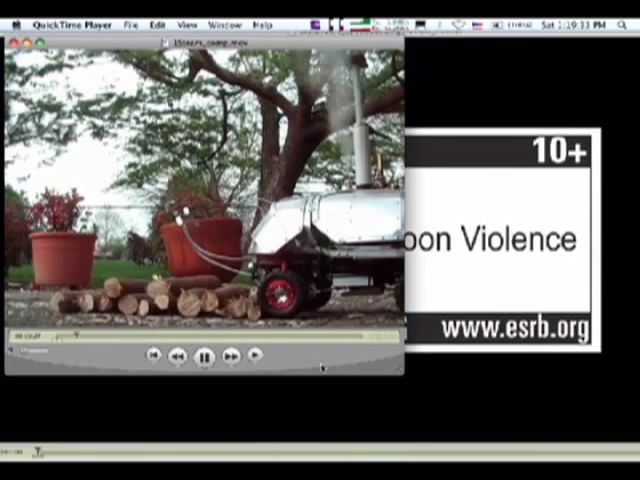 QuickTime Player File Edit View Window Help
Sat 1:19:33 PM
10+
oon Violence
www.esrb.org